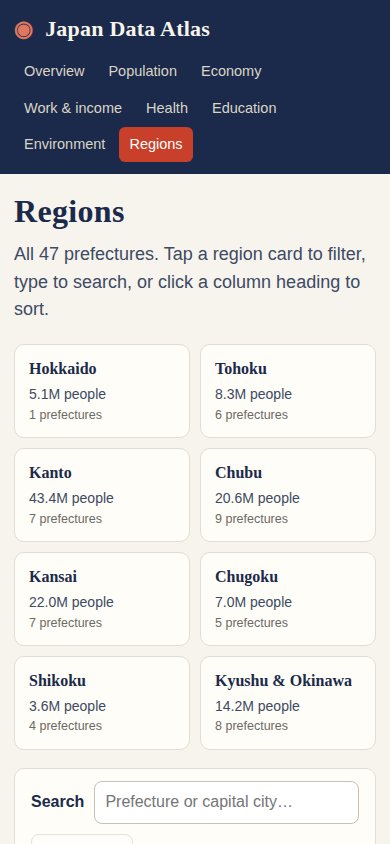 Japan Data Atlas
Overview Population Economy
Work & income Health Education
Environment Regions
Regions
All 47 prefectures. Tap a region card to filter,
type to search, or click a column heading to
sort.
Hokkaido
5.1M people
1 prefectures
Tohoku
8.3M people
6 prefectures
Kanto
43.4M people
7 prefectures
Chubu
20.6M people
9 prefectures
Kansai
22.0M people
7 prefectures
Chugoku
7.0M people
5 prefectures
Shikoku
3.6M people
4 prefectures
Kyushu & Okinawa
14.2M people
8 prefectures
Search Prefecture or capital city…